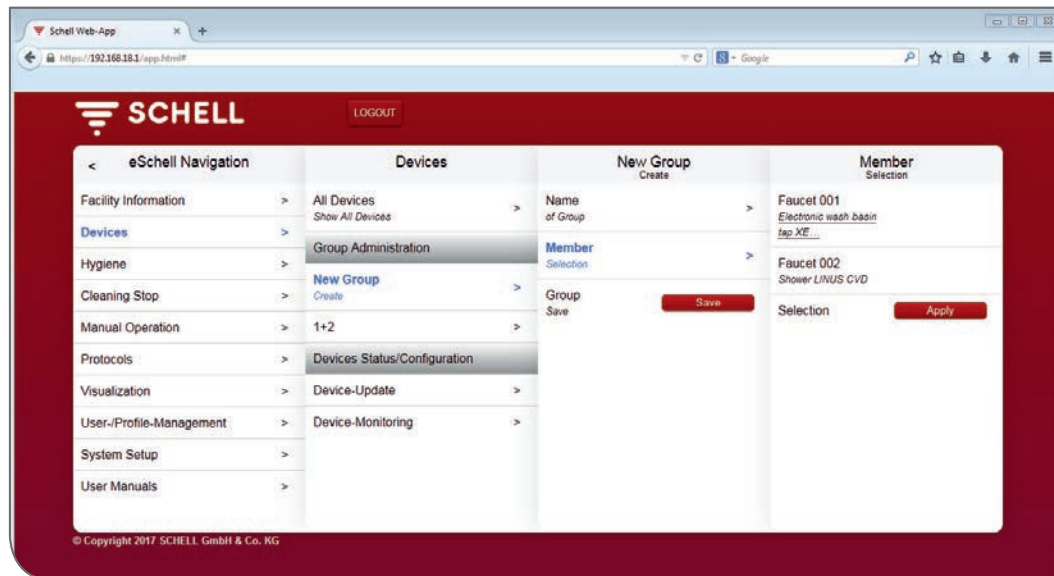 Schell Web-App
https://192.168.18.1/app.html#
Google
SCHELL
LOGOUT
< eSchell Navigation
Facility Information >
Devices >
Hygiene >
Cleaning Stop >
Manual Operation >
Protocols >
Visualization >
User-/Profile-Management >
System Setup >
User Manuals >
Devices
All Devices >
Show All Devices
Group Administration
New Group >
Create
1+2 >
Devices Status/Configuration
Device-Update >
Device-Monitoring >
New Group
Create
Name >
of Group
Member >
Selection
Group
Save
Save
Member
Selection
Faucet 001
Electronic wash basin
tap XE ...
Faucet 002
Shower LINUS CVD
Selection
Apply
© Copyright 2017 SCHELL GmbH & Co. KG